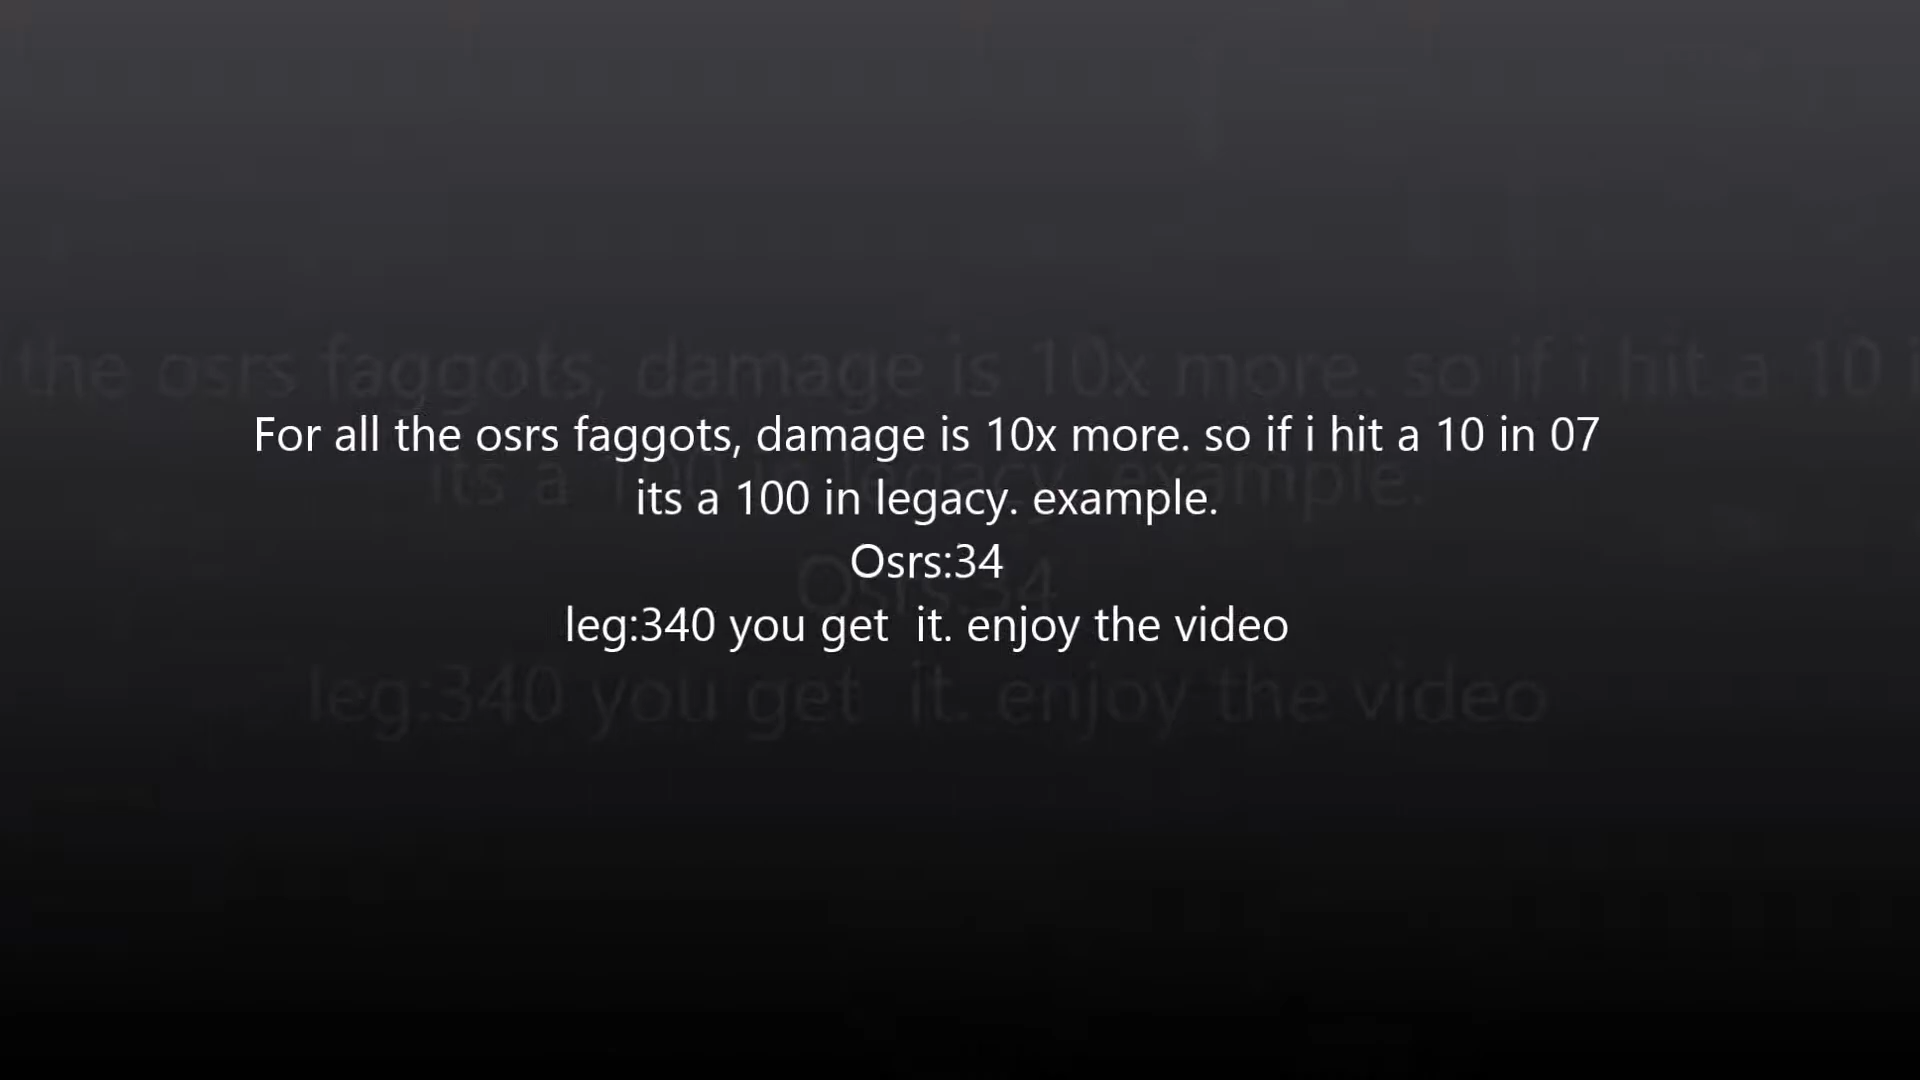 For all the osrs faggots, damage is 10x more. so if i hit a 10 in 07
its a 100 in legacy. example.
Osrs:34
leg:340 you get  it. enjoy the video